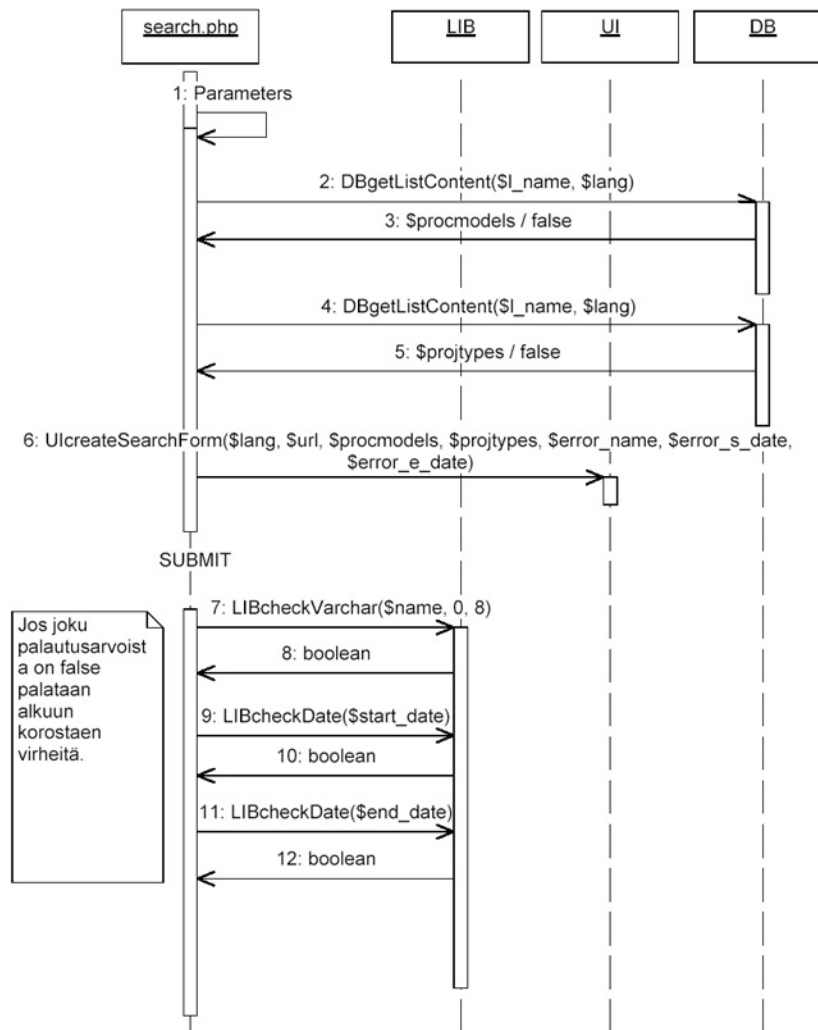 search.php
LIB
UI
DB
1: Parameters
2: DBgetListContent($l_name, $lang)
3: $procmodels / false
4: DBgetListContent($l_name, $lang)
5: $projtypes / false
6: UIcreateSearchForm($lang, $url, $procmodels, $projtypes, $error_name, $error_s_date,
$error_e_date)
SUBMIT
7: LIBcheckVarchar($name, 0, 8)
Jos joku
palautusarvoist
a on false
palataan
alkuun
korostaen
virheitä.
8: boolean
9: LIBcheckDate($start_date)
10: boolean
11: LIBcheckDate($end_date)
12: boolean